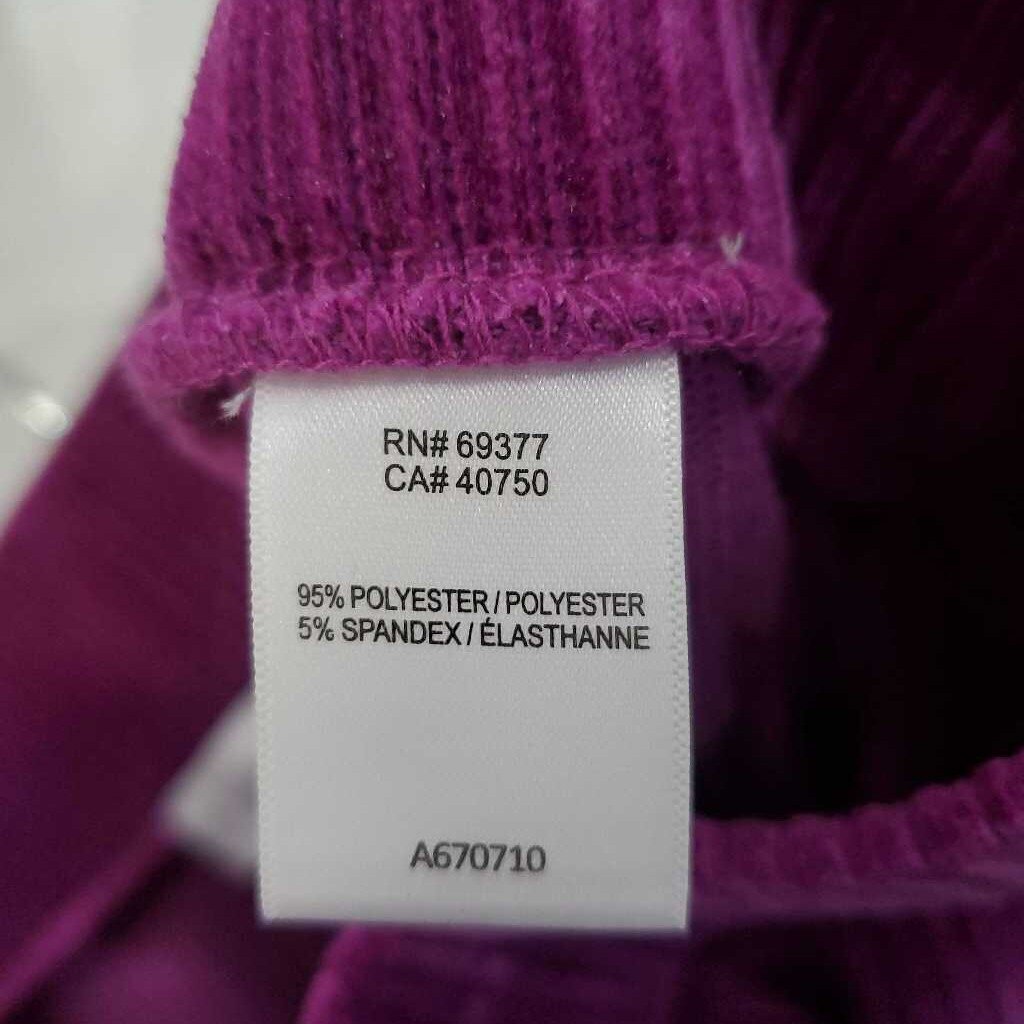 RN# 69377
CA# 40750
95% POLYESTER / POLYESTER
5% SPANDEX / ÉLASTHANNE
A670710